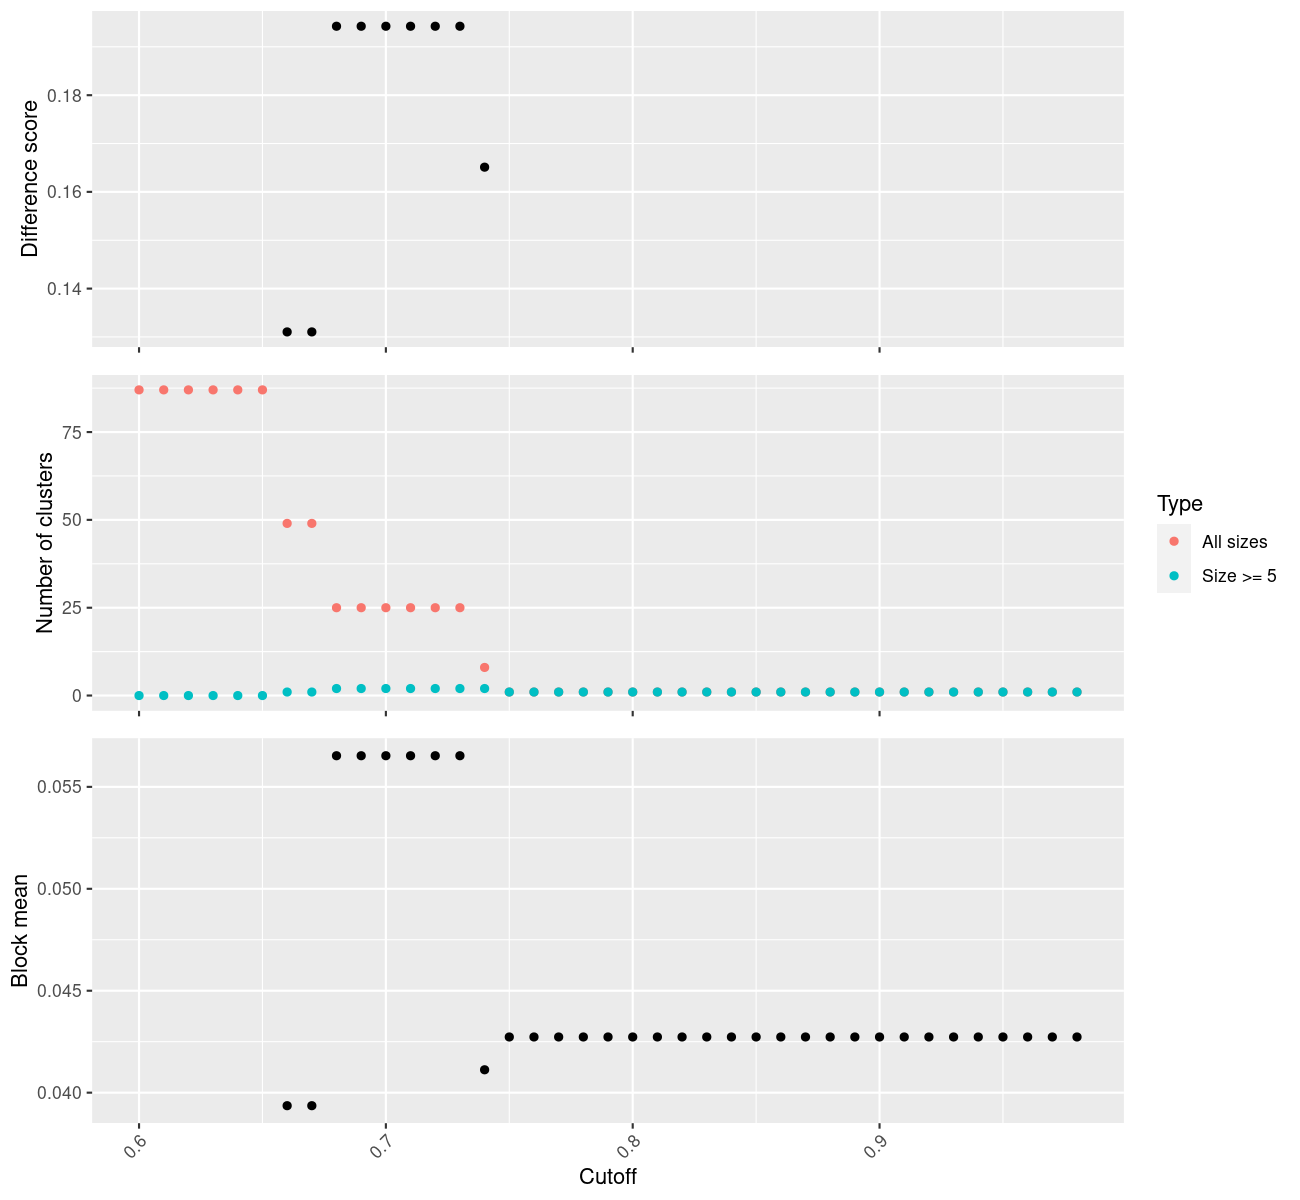 Difference score
0.18
0.16
0.14
Number of clusters
75
50
25
0
Type
All sizes
Size >= 5
Block mean
0.055
0.050
0.045
0.040
0.6
0.7
0.8
0.9
Cutoff